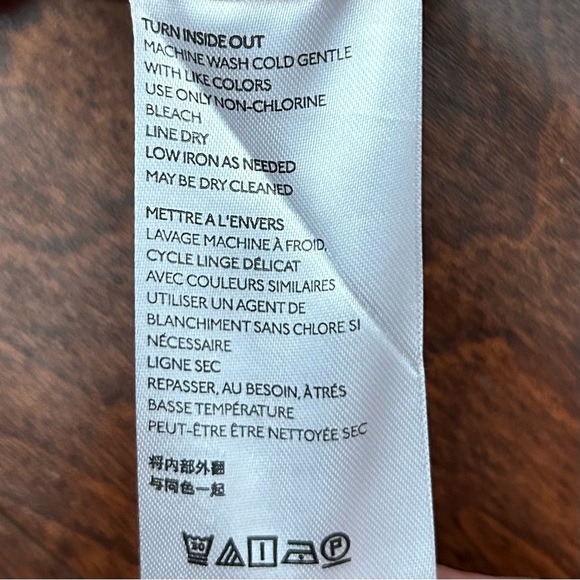 TURN INSIDE OUT
MACHINE WASH COLD GENTLE
WITH LIKE COLORS
USE ONLY NON-CHLORINE
BLEACH
LINE DRY
LOW IRON AS NEEDED
MAY BE DRY CLEANED
METTRE A L'ENVERS
LAVAGE MACHINE À FROID,
CYCLE LINGE DÉLICAT
AVEC COULEURS SIMILAIRES
UTILISER UN AGENT DE
BLANCHIMENT SANS CHLORE SI
NÉCESSAIRE
LIGNE SEC
REPASSER, AU BESOIN, À TRÉS
BASSE TEMPÉRATURE
PEUT-ÊTRE ÊTRE NETTOYÉE SEC
将内部外翻
与同色一起
30 P